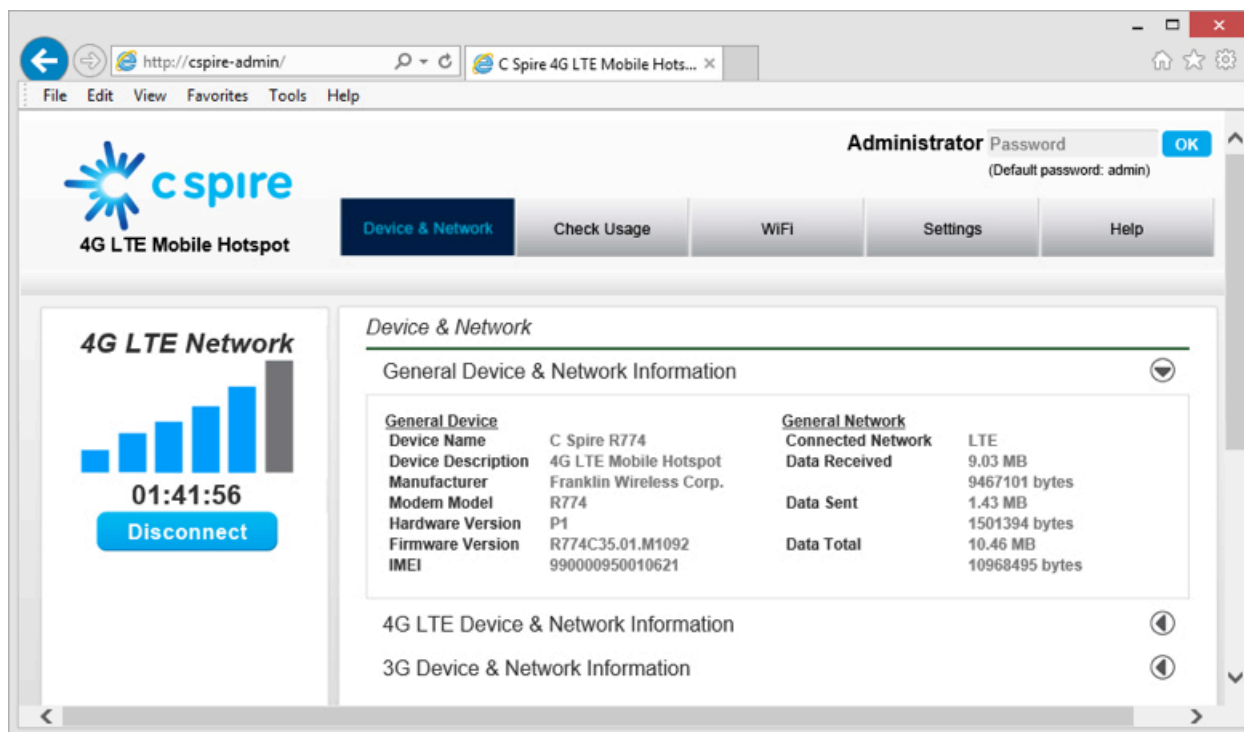 http://cspire-admin/
C Spire 4G LTE Mobile Hots...
File Edit View Favorites Tools Help
c spire
4G LTE Mobile Hotspot
Administrator Password OK
(Default password: admin)
Device & Network Check Usage WiFi Settings Help
4G LTE Network
01:41:56
Disconnect
Device & Network
General Device & Network Information
General Device
Device Name C Spire R774
Device Description 4G LTE Mobile Hotspot
Manufacturer Franklin Wireless Corp.
Modem Model R774
Hardware Version P1
Firmware Version R774C35.01.M1092
IMEI 990000950010621
General Network
Connected Network LTE
Data Received 9.03 MB
9467101 bytes
Data Sent 1.43 MB
1501394 bytes
Data Total 10.46 MB
10968495 bytes
4G LTE Device & Network Information
3G Device & Network Information